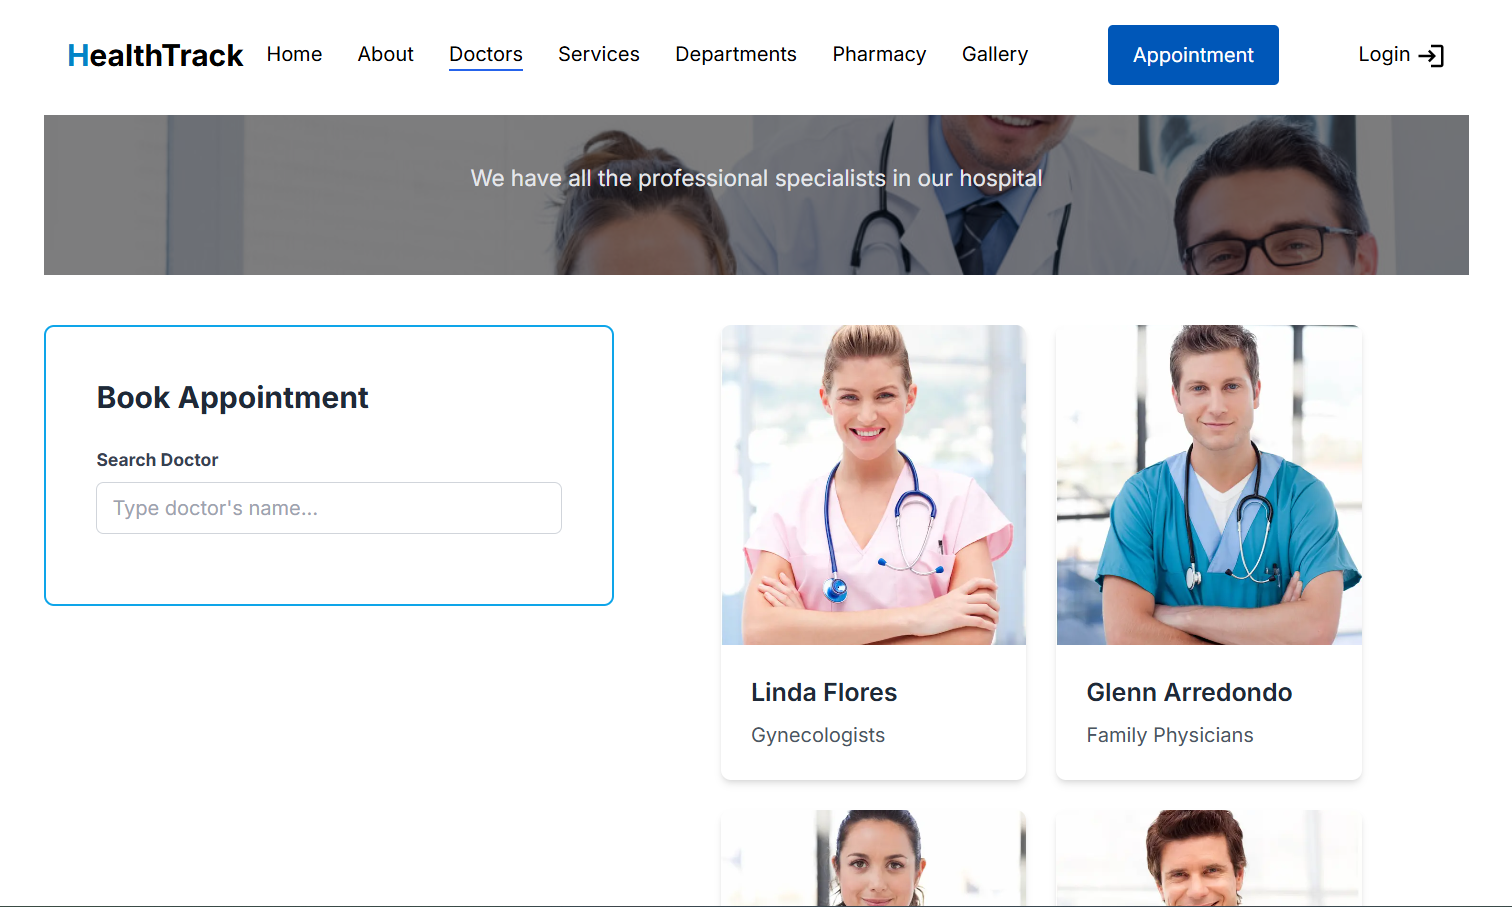 HealthTrack Home About Doctors Services Departments Pharmacy Gallery Appointment Login
We have all the professional specialists in our hospital
Book Appointment
Search Doctor
Type doctor's name...
Linda Flores
Gynecologists
Glenn Arredondo
Family Physicians